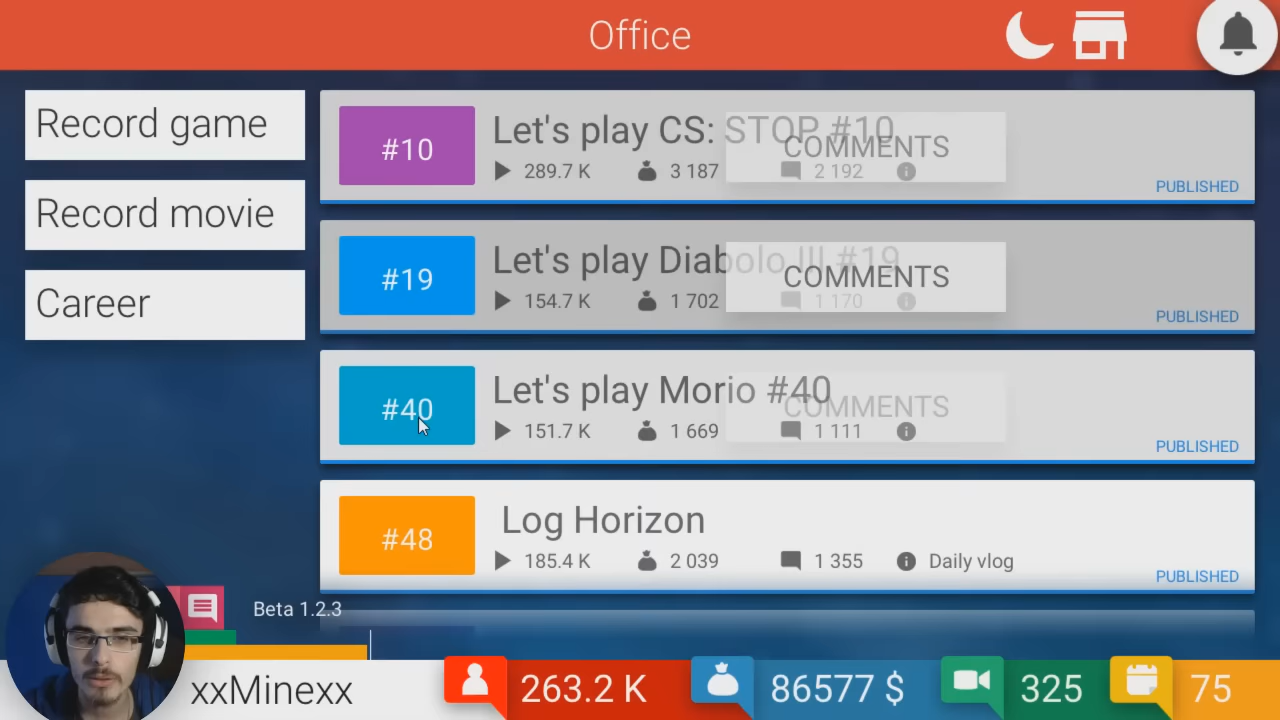 Office
Record game
Record movie
Career
#10
Let's play CS: STOP #10
COMMENTS
289.7 K
3 187
2 192
PUBLISHED
#19
Let's play Diabolo III #19
COMMENTS
154.7 K
1 702
1 170
PUBLISHED
#40
Let's play Morio #40
COMMENTS
151.7 K
1 669
1 111
PUBLISHED
#48
Log Horizon
185.4 K
2 039
1 355
Daily vlog
PUBLISHED
Beta 1.2.3
xxMinexx
263.2 K
86577 $
325
75